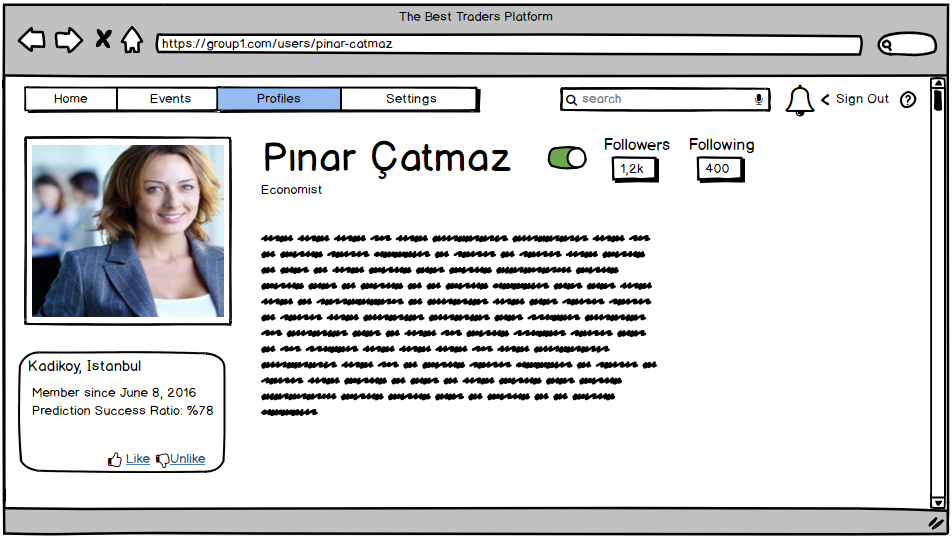 The Best Traders Platform
https://group1.com/users/pinar-catmaz
Home Events Profiles Settings search Sign Out ?
Pınar Çatmaz
Followers Following
1,2k 400
Economist
Kadikoy, Istanbul
Member since June 8, 2016
Prediction Success Ratio: %78
Like Unlike